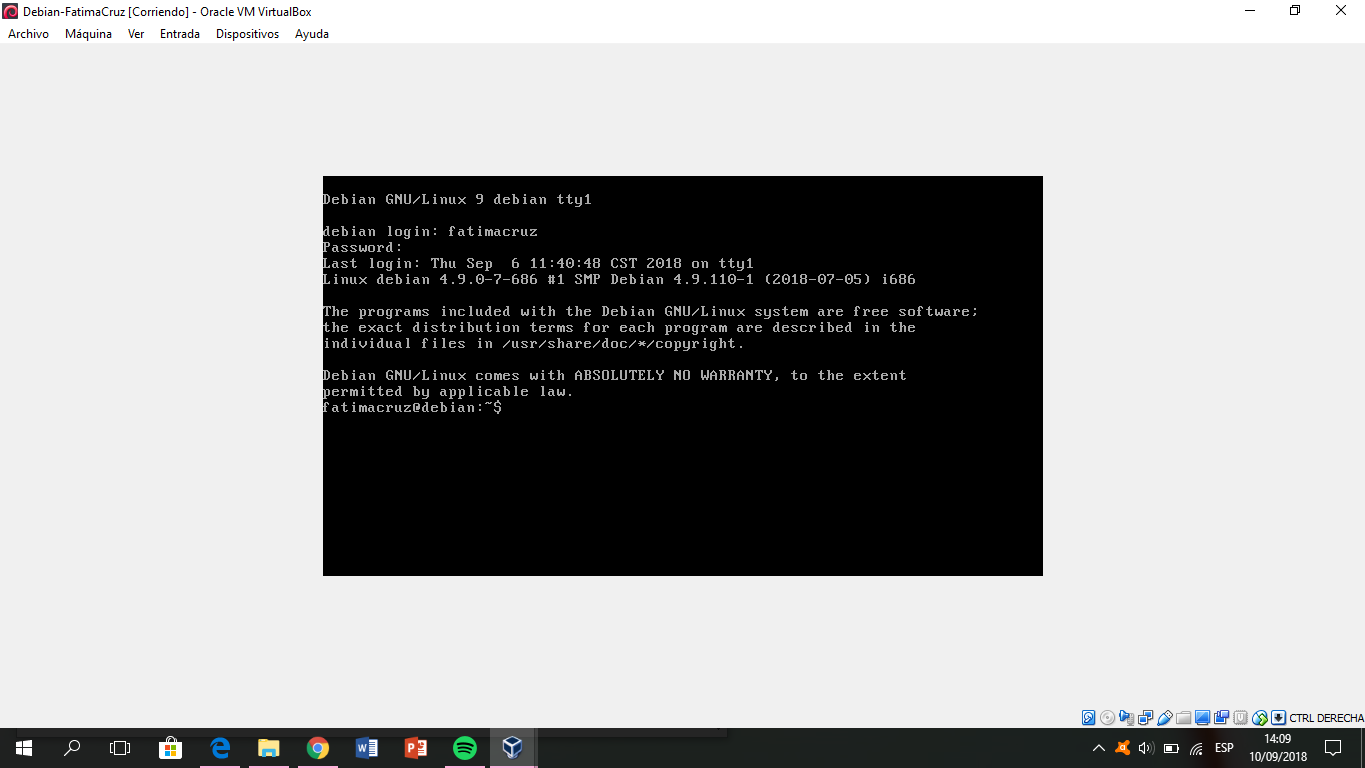 Debian-FatimaCruz [Corriendo] - Oracle VM VirtualBox
Archivo Máquina Ver Entrada Dispositivos Ayuda
Debian GNU/Linux 9 debian tty1
debian login: fatimacruz
Password:
Last login: Thu Sep  6 11:40:48 CST 2018 on tty1
Linux debian 4.9.0-7-686 #1 SMP Debian 4.9.110-1 (2018-07-05) i686
The programs included with the Debian GNU/Linux system are free software;
the exact distribution terms for each program are described in the
individual files in /usr/share/doc/*/copyright.
Debian GNU/Linux comes with ABSOLUTELY NO WARRANTY, to the extent
permitted by applicable law.
fatimacruz@debian:~$
CTRL DERECHA
ESP
14:09
10/09/2018